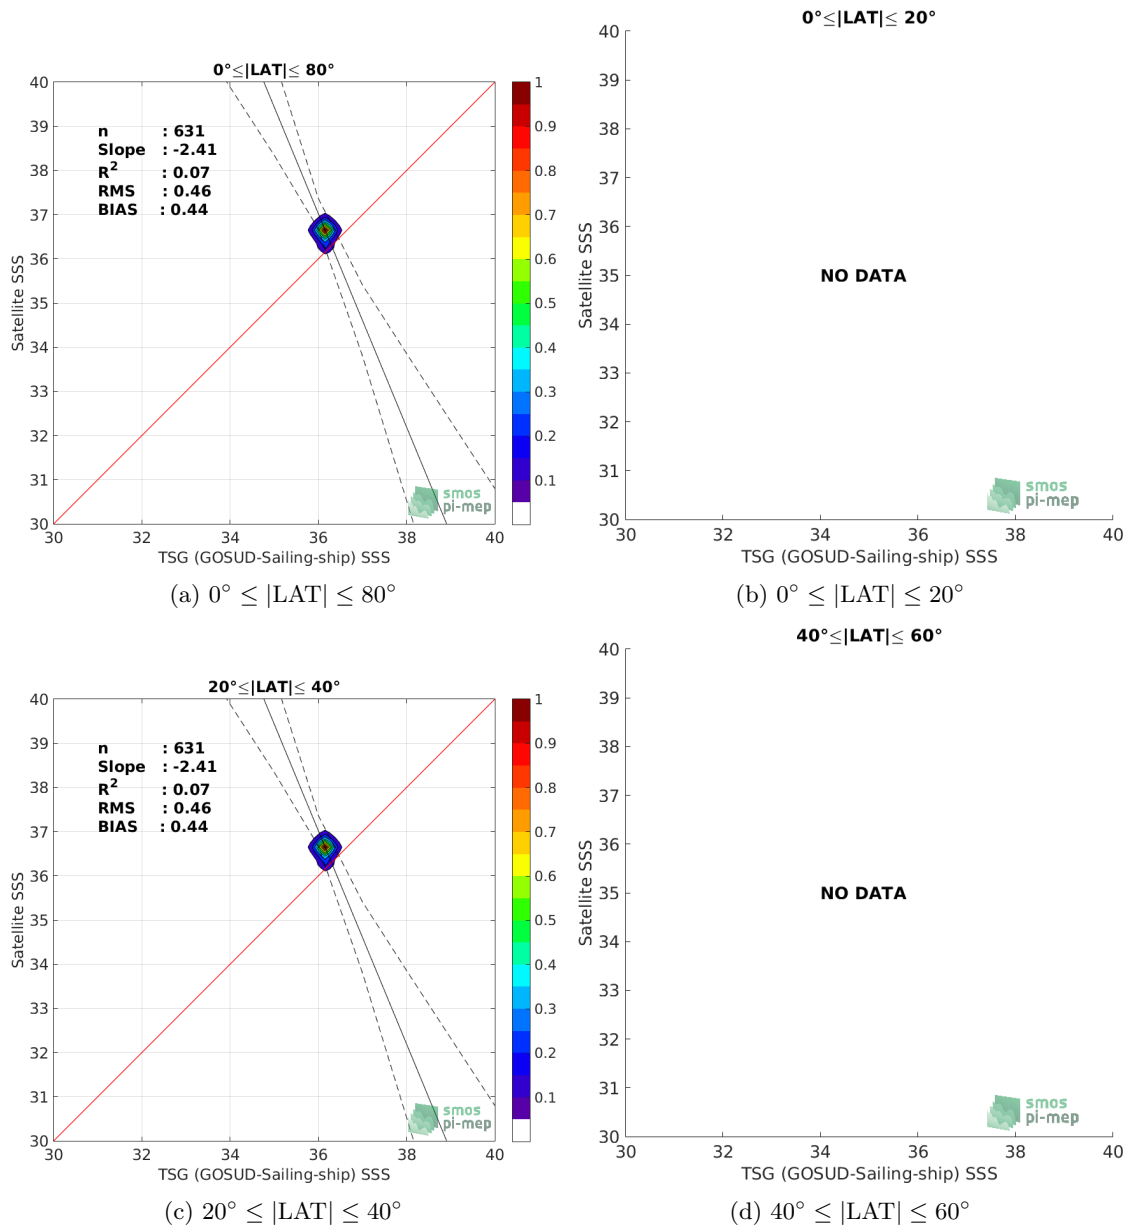 0°≤|LAT|≤ 80°
40
39
38
37
36
35
34
33
32
31
30
30
32
34
36
38
40
Satellite SSS
TSG (GOSUD-Sailing-ship) SSS
n : 631
Slope : -2.41
R² : 0.07
RMS : 0.46
BIAS : 0.44
1
0.9
0.8
0.7
0.6
0.5
0.4
0.3
0.2
0.1
smos
pi-mep
(a) 0° ≤ |LAT| ≤ 80°
0°≤|LAT|≤ 20°
40
39
38
37
36
35
34
33
32
31
30
30
32
34
36
38
40
Satellite SSS
TSG (GOSUD-Sailing-ship) SSS
NO DATA
smos
pi-mep
(b) 0° ≤ |LAT| ≤ 20°
20°≤|LAT|≤ 40°
40
39
38
37
36
35
34
33
32
31
30
30
32
34
36
38
40
Satellite SSS
TSG (GOSUD-Sailing-ship) SSS
n : 631
Slope : -2.41
R² : 0.07
RMS : 0.46
BIAS : 0.44
1
0.9
0.8
0.7
0.6
0.5
0.4
0.3
0.2
0.1
smos
pi-mep
(c) 20° ≤ |LAT| ≤ 40°
40°≤|LAT|≤ 60°
40
39
38
37
36
35
34
33
32
31
30
30
32
34
36
38
40
Satellite SSS
TSG (GOSUD-Sailing-ship) SSS
NO DATA
smos
pi-mep
(d) 40° ≤ |LAT| ≤ 60°